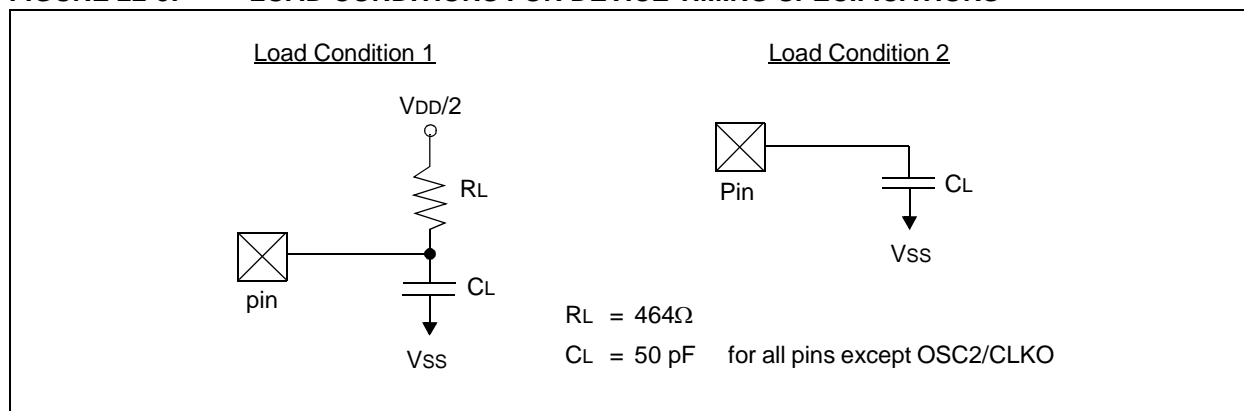 Load Condition 1
Load Condition 2
VDD/2
RL
CL
pin
VSS
Pin
CL
VSS
RL = 464Ω
CL = 50 pF for all pins except OSC2/CLKO